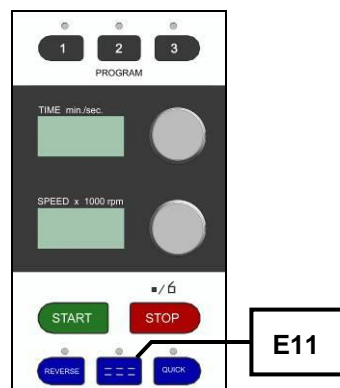 1 2 3
PROGRAM
TIME min./sec.
SPEED x 1000 rpm
START STOP
E11
REVERSE QUICK